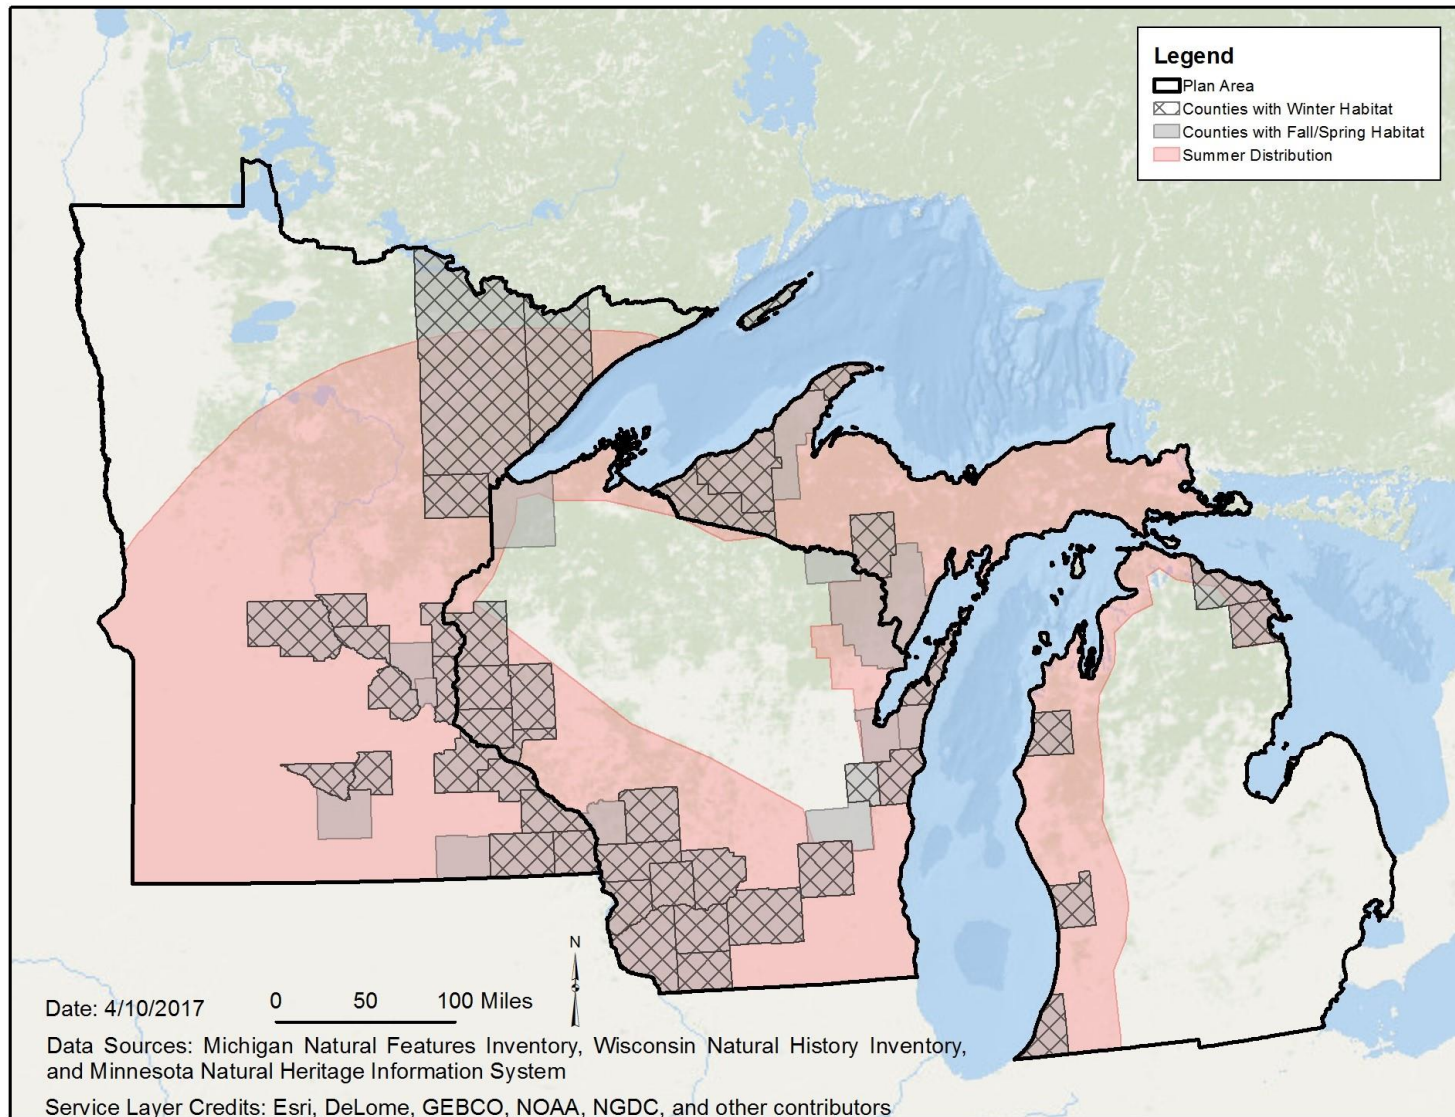 Legend
Plan Area
Counties with Winter Habitat
Counties with Fall/Spring Habitat
Summer Distribution
N
Date: 4/10/2017
0 50 100 Miles
Data Sources: Michigan Natural Features Inventory, Wisconsin Natural History Inventory,
and Minnesota Natural Heritage Information System
Service Layer Credits: Esri, DeLome, GEBCO, NOAA, NGDC, and other contributors